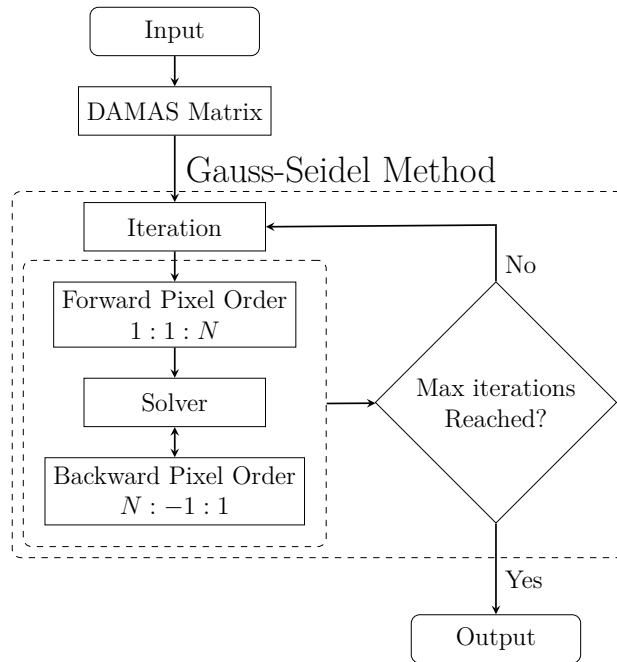 Input
DAMAS Matrix
Gauss-Seidel Method
Iteration
No
Forward Pixel Order
1 : 1 : N
Max iterations
Reached?
Solver
Backward Pixel Order
N : −1 : 1
Yes
Output